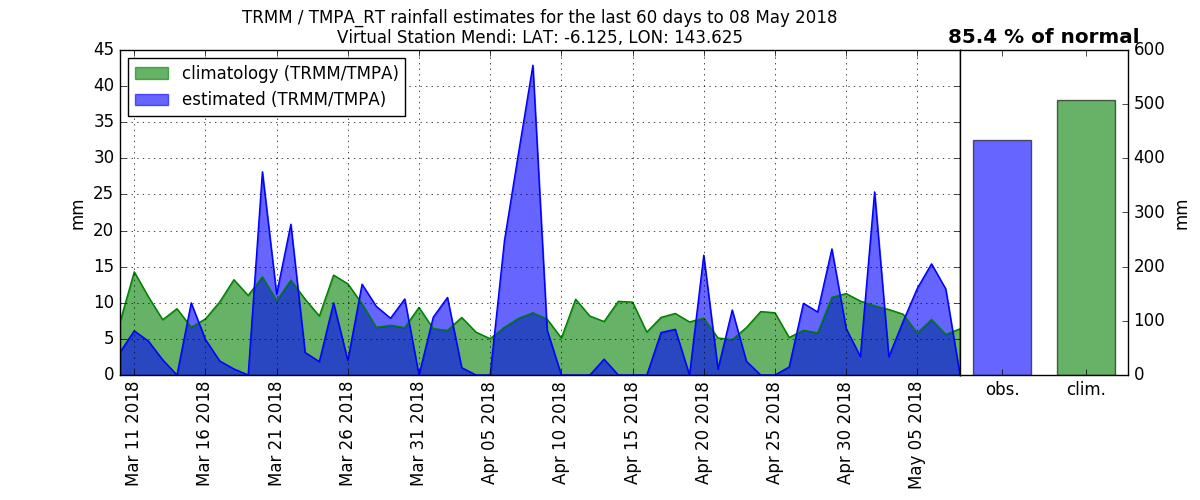 TRMM / TMPA_RT rainfall estimates for the last 60 days to 08 May 2018
Virtual Station Mendi: LAT: -6.125, LON: 143.625
85.4 % of normal
climatology (TRMM/TMPA)
estimated (TRMM/TMPA)
45
40
35
30
25
20
15
10
5
0
mm
600
500
400
300
200
100
0
mm
Mar 11 2018
Mar 16 2018
Mar 21 2018
Mar 26 2018
Mar 31 2018
Apr 05 2018
Apr 10 2018
Apr 15 2018
Apr 20 2018
Apr 25 2018
Apr 30 2018
May 05 2018
obs.
clim.